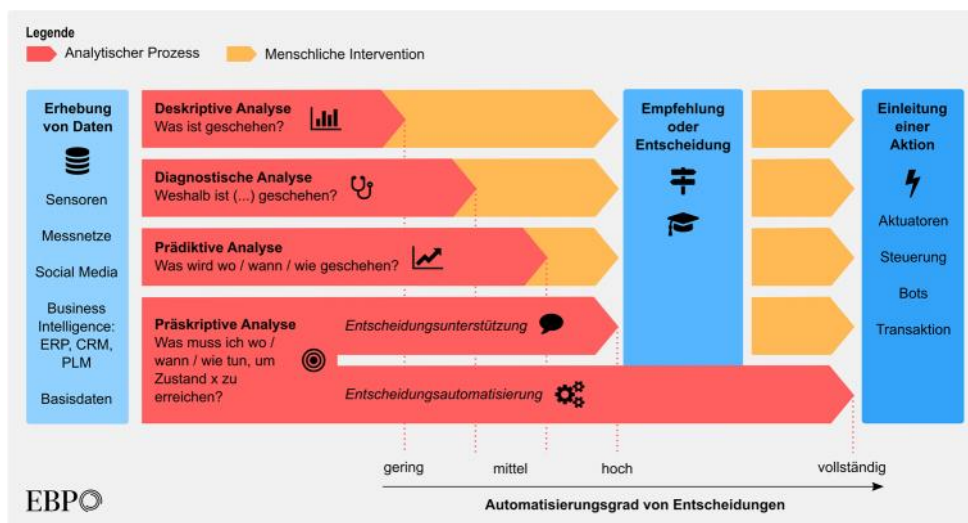 Legende
Analytischer Prozess
Menschliche Intervention
Erhebung
von Daten
Sensoren
Messnetze
Social Media
Business
Intelligence:
ERP, CRM,
PLM
Basisdaten
Deskriptive Analyse
Was ist geschehen?
Diagnostische Analyse
Weshalb ist (...) geschehen?
Prädiktive Analyse
Was wird wo / wann / wie geschehen?
Präskriptive Analyse
Was muss ich wo /
wann / wie tun, um
Zustand x zu
erreichen?
Entscheidungsunterstützung
Entscheidungsautomatisierung
Empfehlung
oder
Entscheidung
Einleitung
einer
Aktion
Aktuatoren
Steuerung
Bots
Transaktion
gering
mittel
hoch
vollständig
Automatisierungsgrad von Entscheidungen
EBP